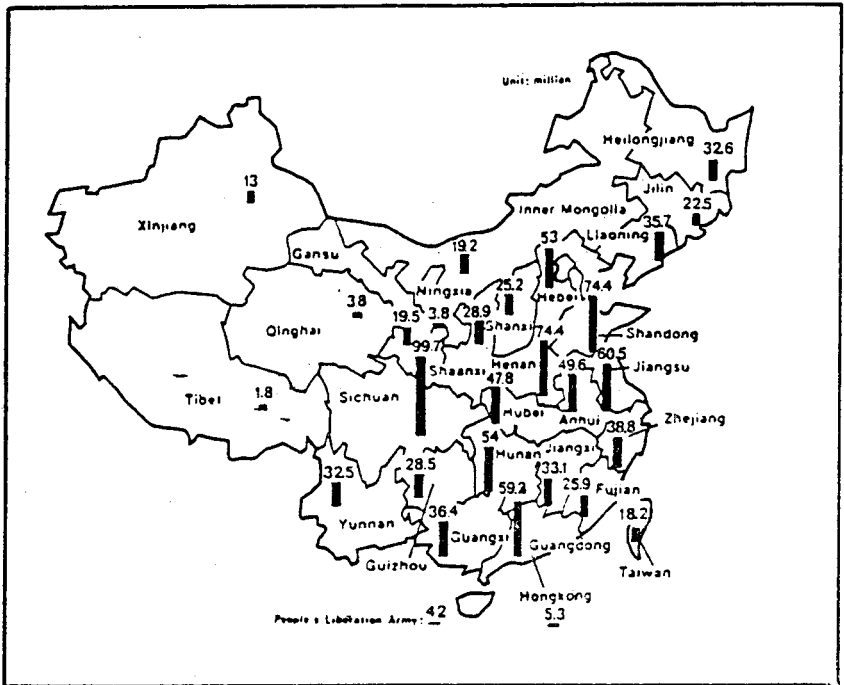 Unit: million
Heilongjiang
32.6
Jilin
22.5
13
Inner Mongolla
Xinjiang
Liaoning
35.7
19.2
53
Gansu
Ningxia
25.2
Hebei
74.4
3.8
Qinghai
19.5
3.8
28.9
Shanxi
74.4
Shandong
99.7
Shaanxi
Henan
49.6
60.5
Jiangsu
Tibet
1.8
Sichuan
47.8
Hubei
Anhui
Zhejiang
38.8
54
Hunan
Jiangxi
32.5
28.5
33.1
59.2
25.9
Fujian
Yunnan
36.4
Guangxi
18.2
Guangdong
Guizhou
Taiwan
Hongkong
People's Liberation Army: 4.2
5.3